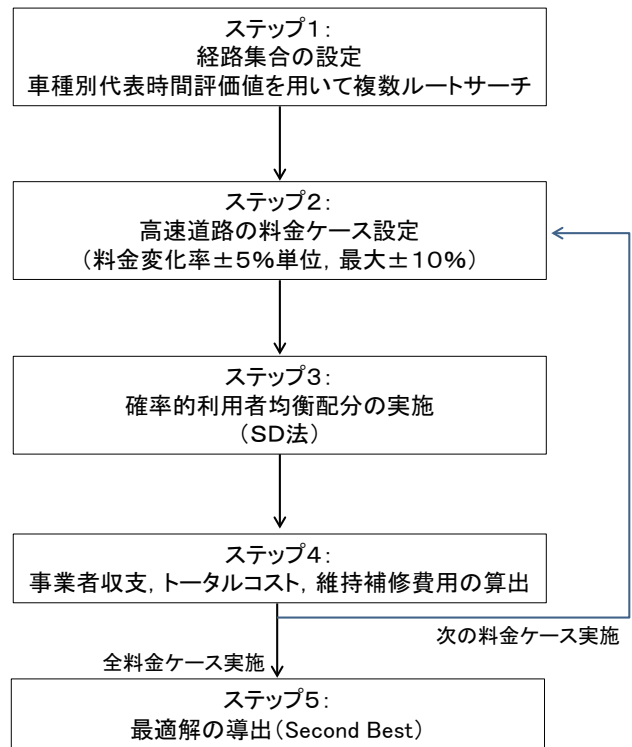 ステップ1:
経路集合の設定
車種別代表時間評価値を用いて複数ルートサーチ
ステップ2:
高速道路の料金ケース設定
(料金変化率±5%単位, 最大±10%)
ステップ3:
確率的利用者均衡配分の実施
(SD法)
ステップ4:
事業者収支, トータルコスト, 維持補修費用の算出
次の料金ケース実施
全料金ケース実施
ステップ5:
最適解の導出(Second Best)